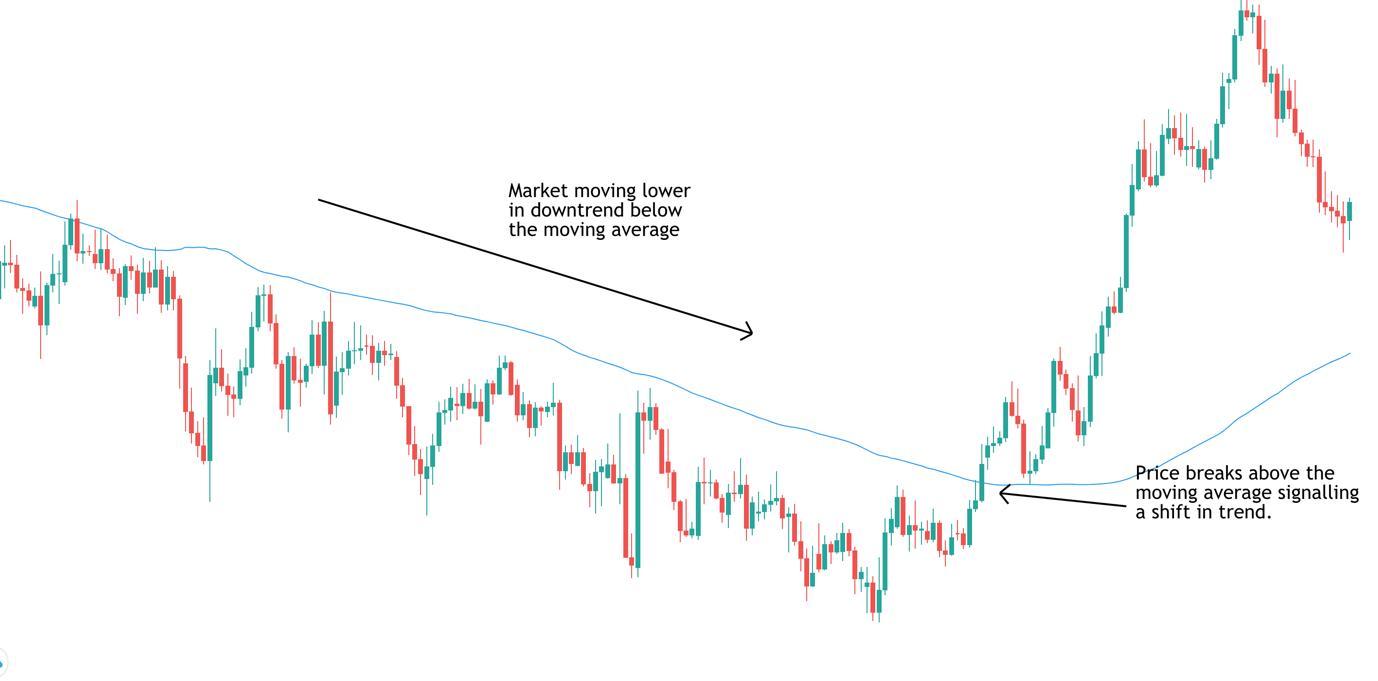 Market moving lower
in downtrend below
the moving average
Price breaks above the
moving average signalling
a shift in trend.